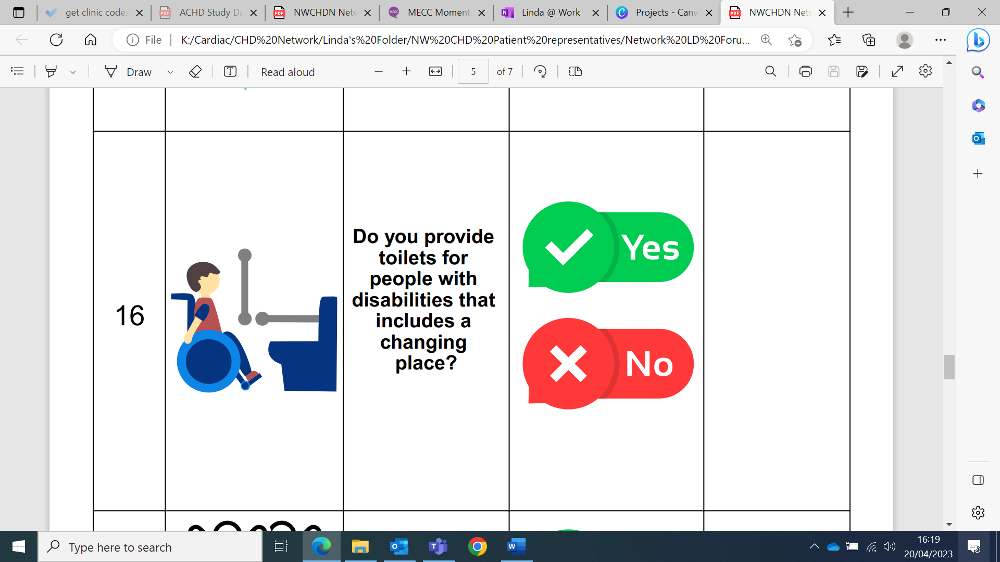 get clinic codes
ACHD Study Da
NWCHDN Netw
MECC Moment
Linda @ Work
Projects - Canv
NWCHDN Netw
File
K:/Cardiac/CHD%20Network/Linda's%20Folder/NW%20CHD%20Patient%20representatives/Network%20LD%20Foru...
Draw
Read aloud
5
of 7
16
Do you provide
toilets for
people with
disabilities that
includes a
changing
place?
Yes
No
Type here to search
16:19
20/04/2023